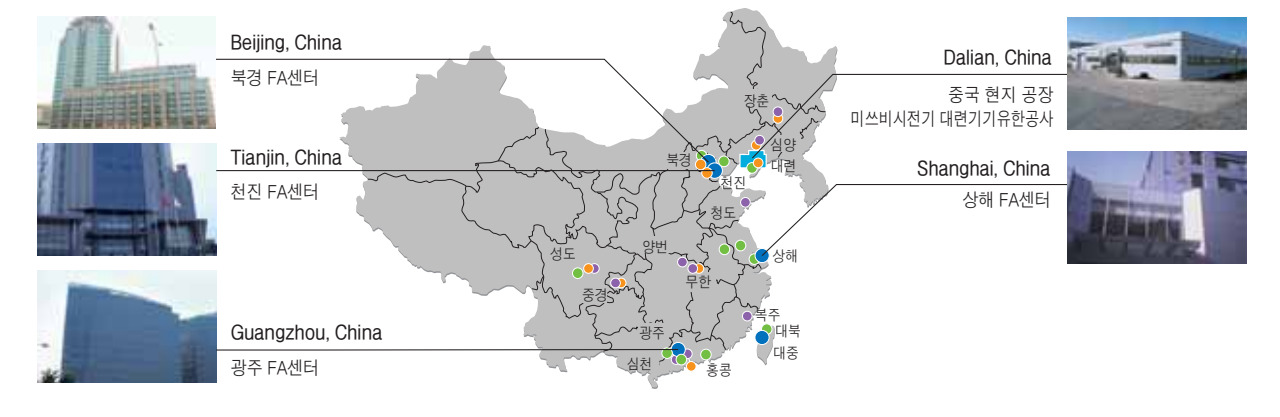 Beijing, China
북경 FA센터
Tianjin, China
천진 FA센터
Guangzhou, China
광주 FA센터
Dalian, China
중국 현지 공장
미쓰비시전기 대련기기유한공사
Shanghai, China
상해 FA센터
장춘
심양
북경
대련
천진
청도
양번
성도
상해
무한
중경
복주
광주
대북
대중
심천
홍콩